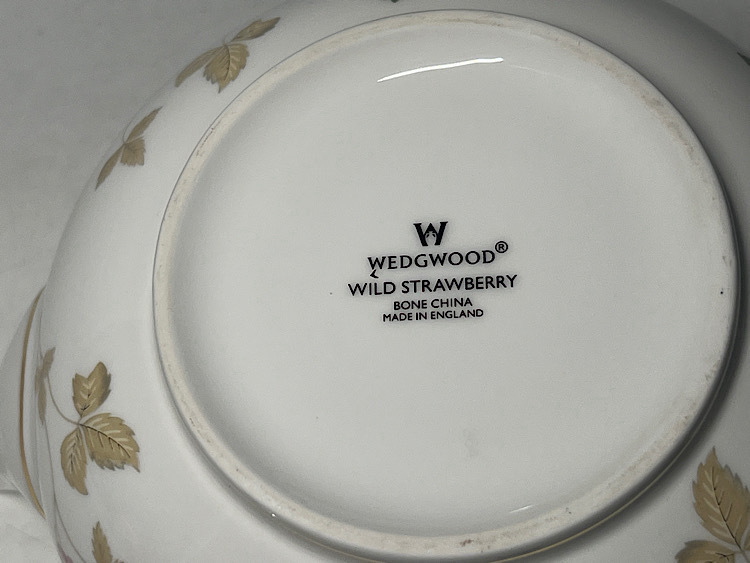 W
WEDGWOOD®
WILD STRAWBERRY
BONE CHINA
MADE IN ENGLAND